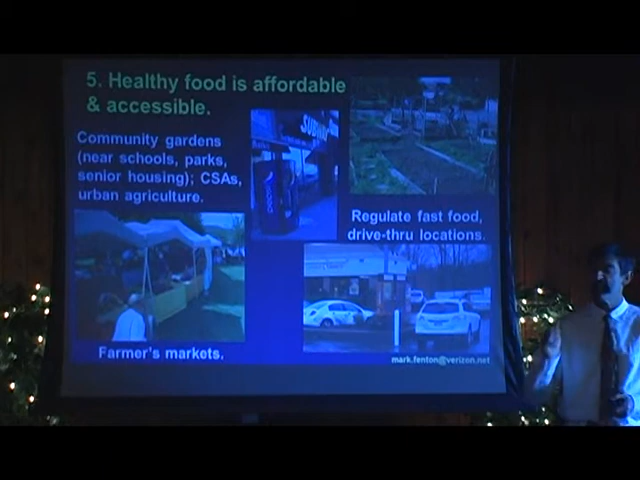 5. Healthy food is affordable
& accessible.
Community gardens
(near schools, parks,
senior housing); CSAs,
urban agriculture.
SUBWAY
Regulate fast food,
drive-thru locations.
Farmer's markets.
mark.fenton@verizon.net